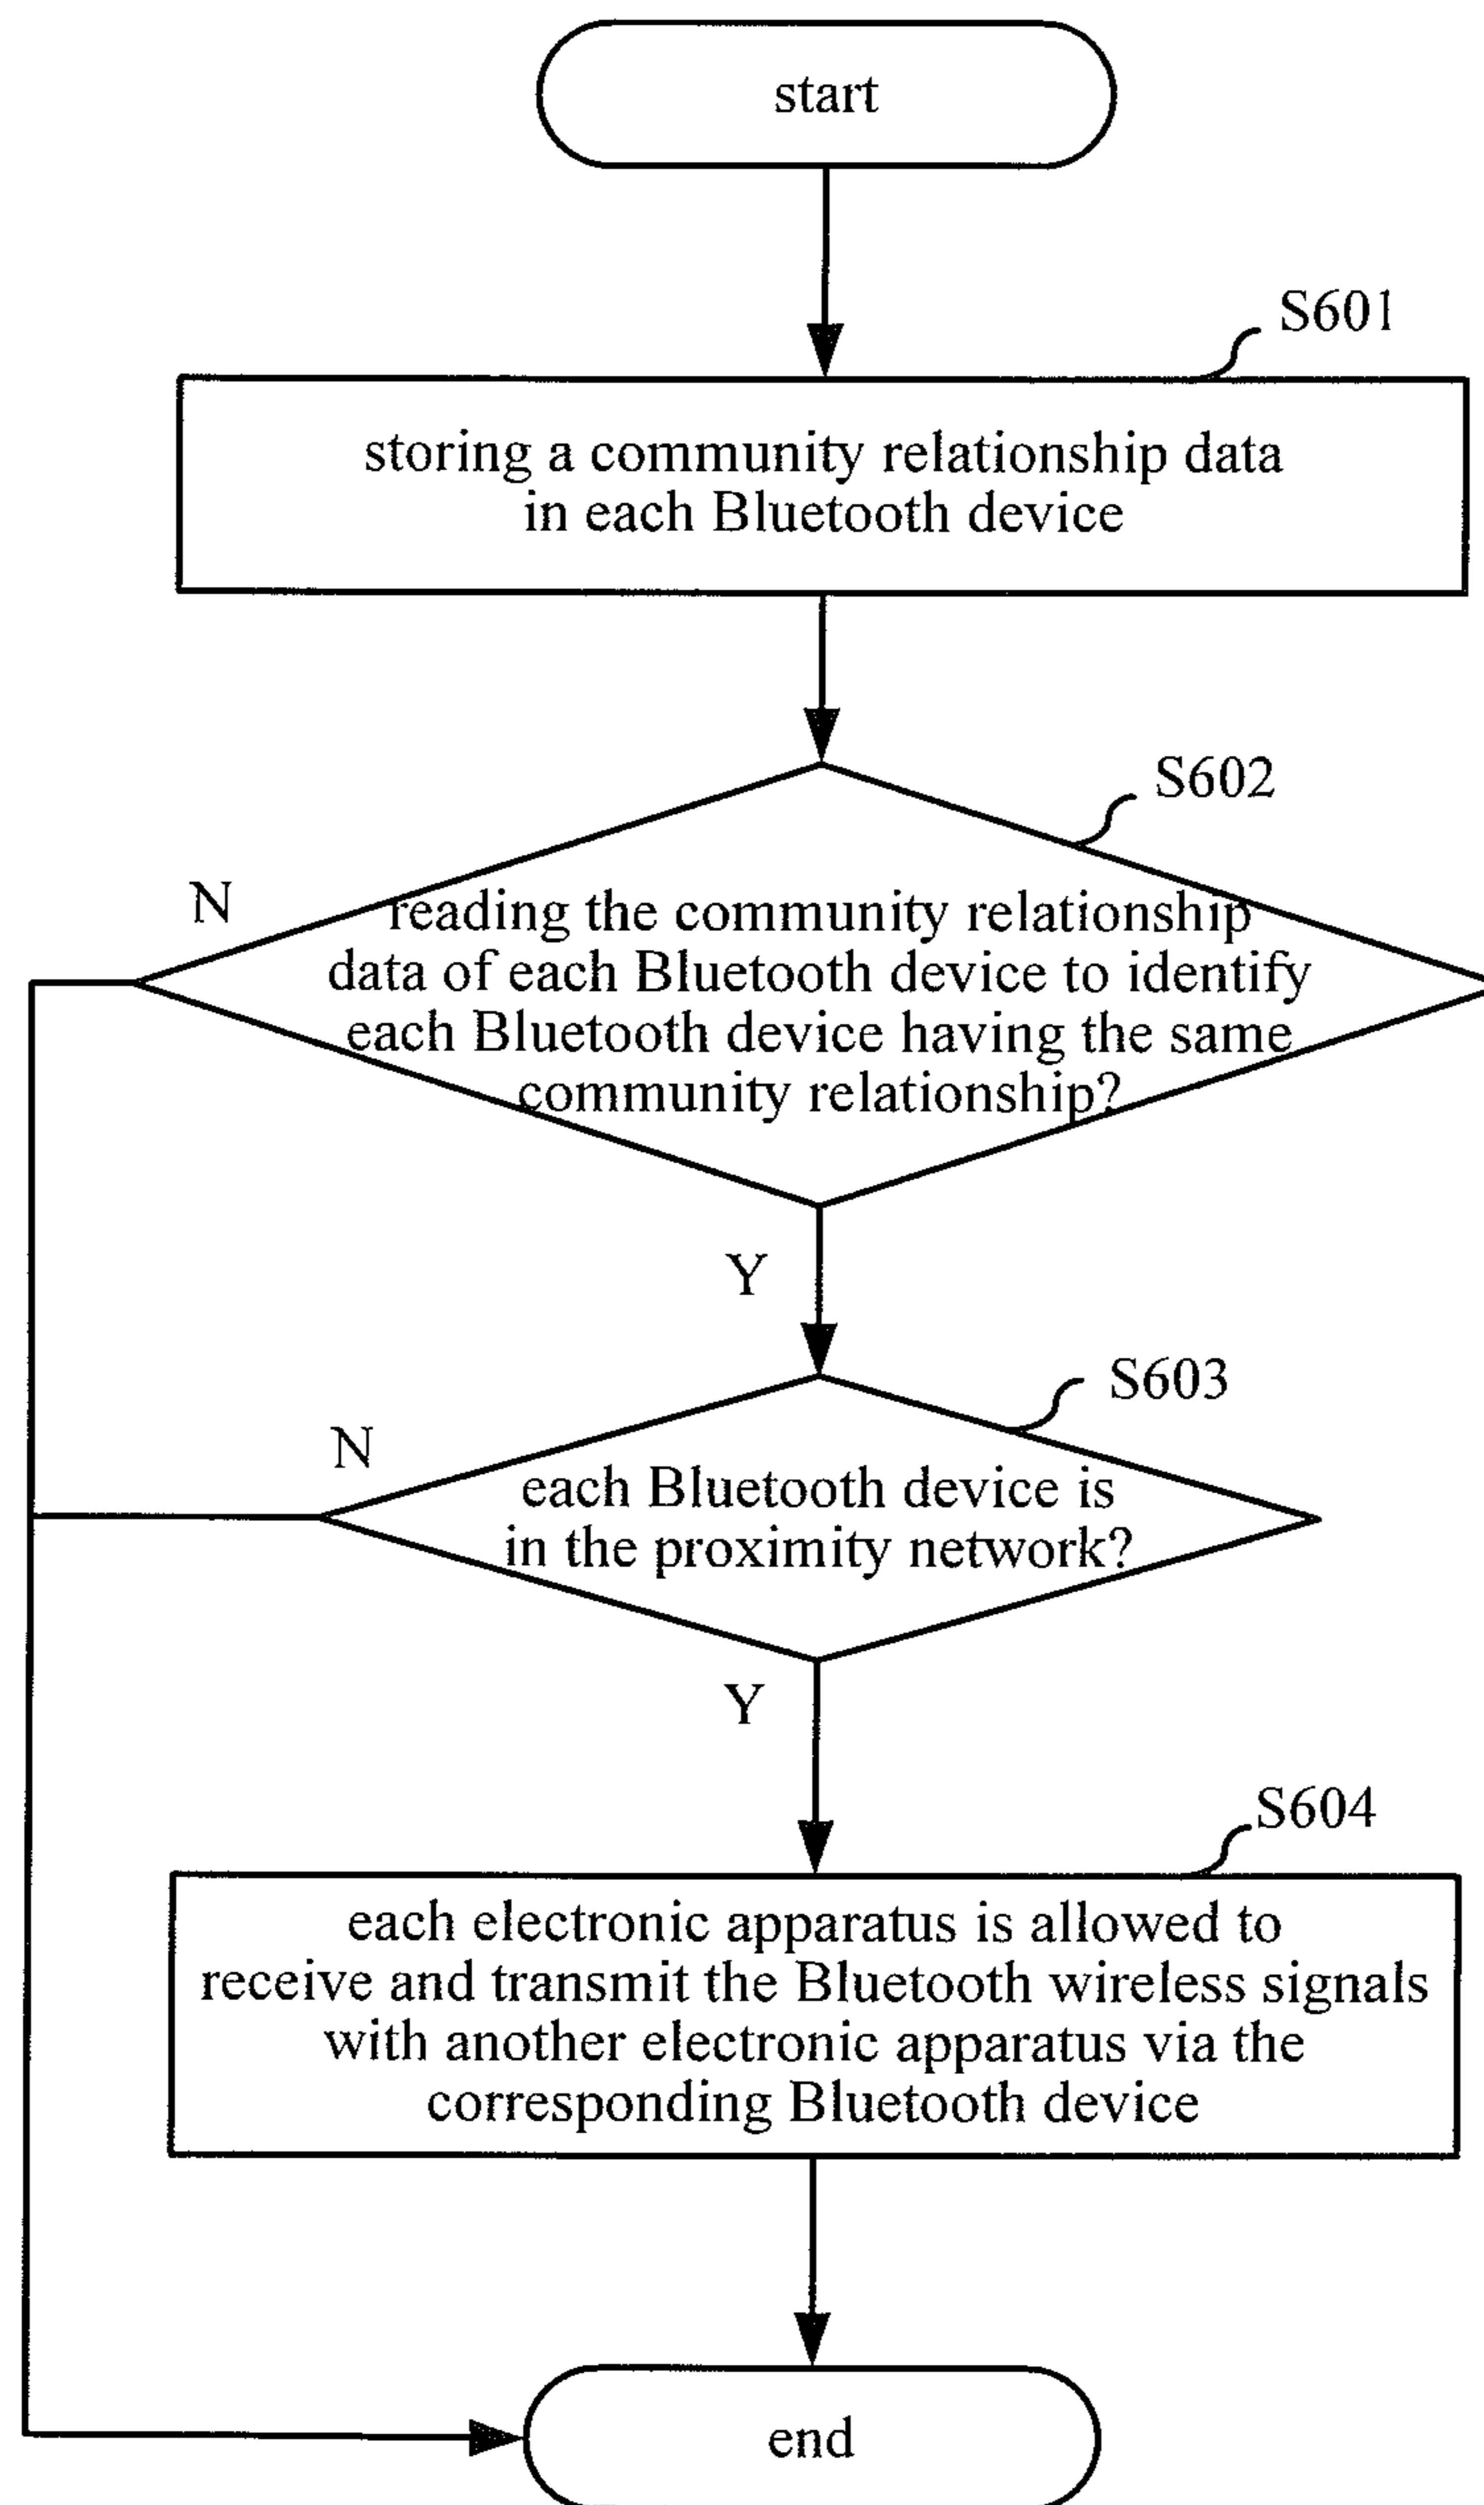 start
S601
storing a community relationship data
in each Bluetooth device
S602
N
reading the community relationship
data of each Bluetooth device to identify
each Bluetooth device having the same
community relationship?
Y
S603
N
each Bluetooth device is
in the proximity network?
Y
S604
each electronic apparatus is allowed to
receive and transmit the Bluetooth wireless signals
with another electronic apparatus via the
corresponding Bluetooth device
end